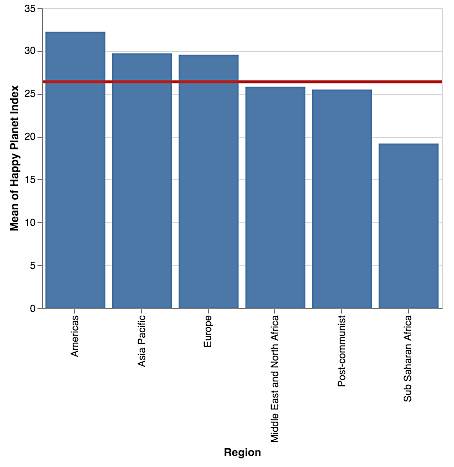 35
30
25
20
15
10
5
0
Mean of Happy Planet Index
Americas
Asia Pacific
Europe
Middle East and North Africa
Post-communist
Sub Saharan Africa
Region